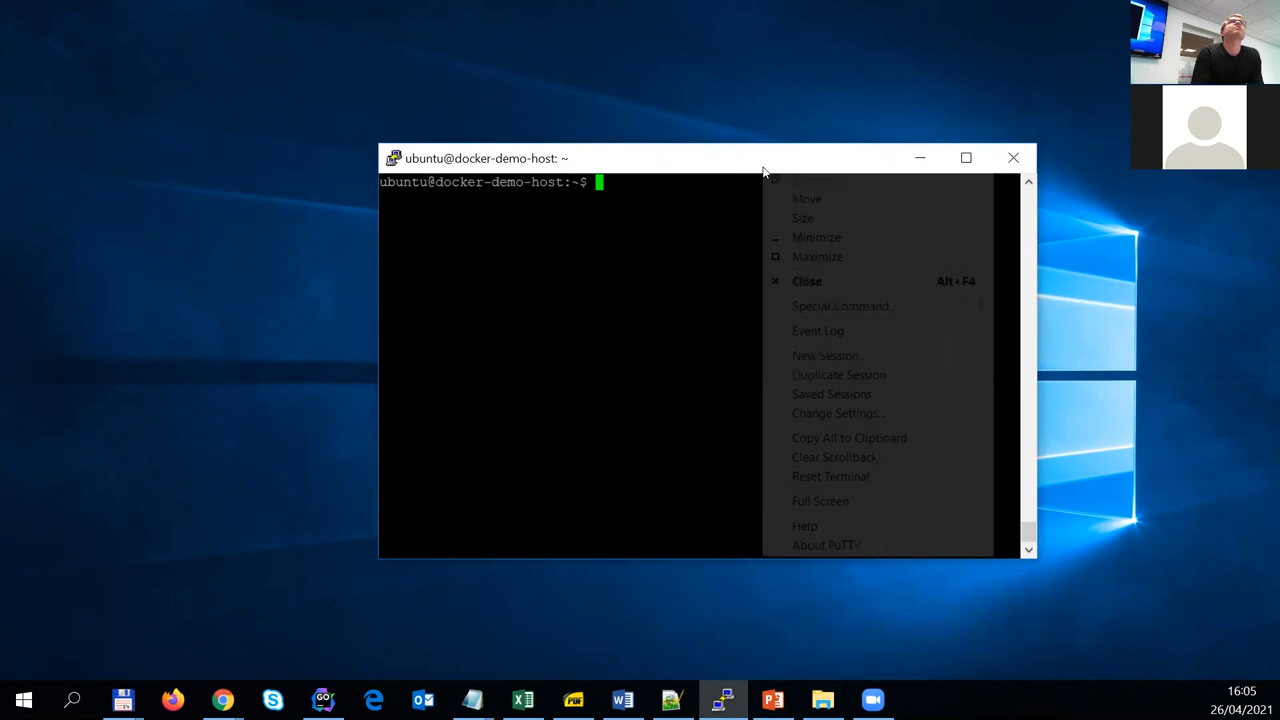 ubuntu@docker-demo-host: ~
ubuntu@docker-demo-host:~$
Move
Size
Minimize
Maximize
Close Alt+F4
Special Command
Event Log
New Session...
Duplicate Session
Saved Sessions
Change Settings...
Copy All to Clipboard
Clear Scrollback
Reset Terminal
Full Screen
Help
About PuTTY
GO
PDF
16:05
26/04/2021